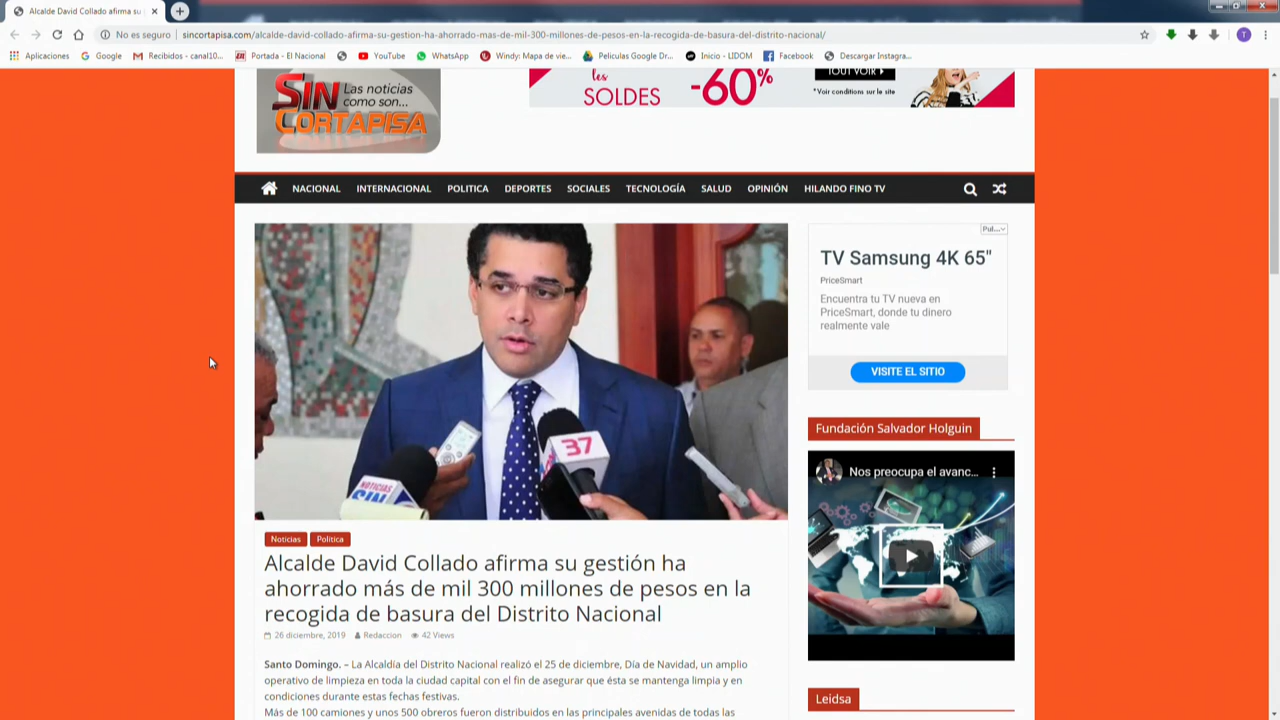 Alcalde David Collado afirma su
No es seguro
sincortapisa.com/alcalde-david-collado-afirma-su-gestion-ha-ahorrado-mas-de-mil-300-millones-de-pesos-en-la-recogida-de-basura-del-distrito-nacional/
T
Aplicaciones
Google
Recibidos - canal10...
Portada - El Nacional
YouTube
WhatsApp
Windy: Mapa de vie...
Peliculas Google Dr...
Inicio - LIDOM
Facebook
Descargar Instagra...
SIN
Las noticias
como son...
CORTAPISA
les
SOLDES
-60%
TOUT VOIR
*Voir conditions sur le site
NACIONAL INTERNACIONAL POLITICA DEPORTES SOCIALES TECNOLOGÍA SALUD OPINIÓN HILANDO FINO TV
NOTICIAS
SIN
37
Noticias
Politica
Alcalde David Collado afirma su gestión ha
ahorrado más de mil 300 millones de pesos en la
recogida de basura del Distrito Nacional
26 diciembre, 2019 Redaccion 42 Views
Santo Domingo. – La Alcaldía del Distrito Nacional realizó el 25 de diciembre, Día de Navidad, un amplio
operativo de limpieza en toda la ciudad capital con el fin de asegurar que ésta se mantenga limpia y en
condiciones durante estas fechas festivas.
Más de 100 camiones y unos 500 obreros fueron distribuidos en las principales avenidas de todas las
Pul...
TV Samsung 4K 65"
PriceSmart
Encuentra tu TV nueva en
PriceSmart, donde tu dinero
realmente vale
VISITE EL SITIO
Fundación Salvador Holguin
Nos preocupa el avanc...
Leidsa